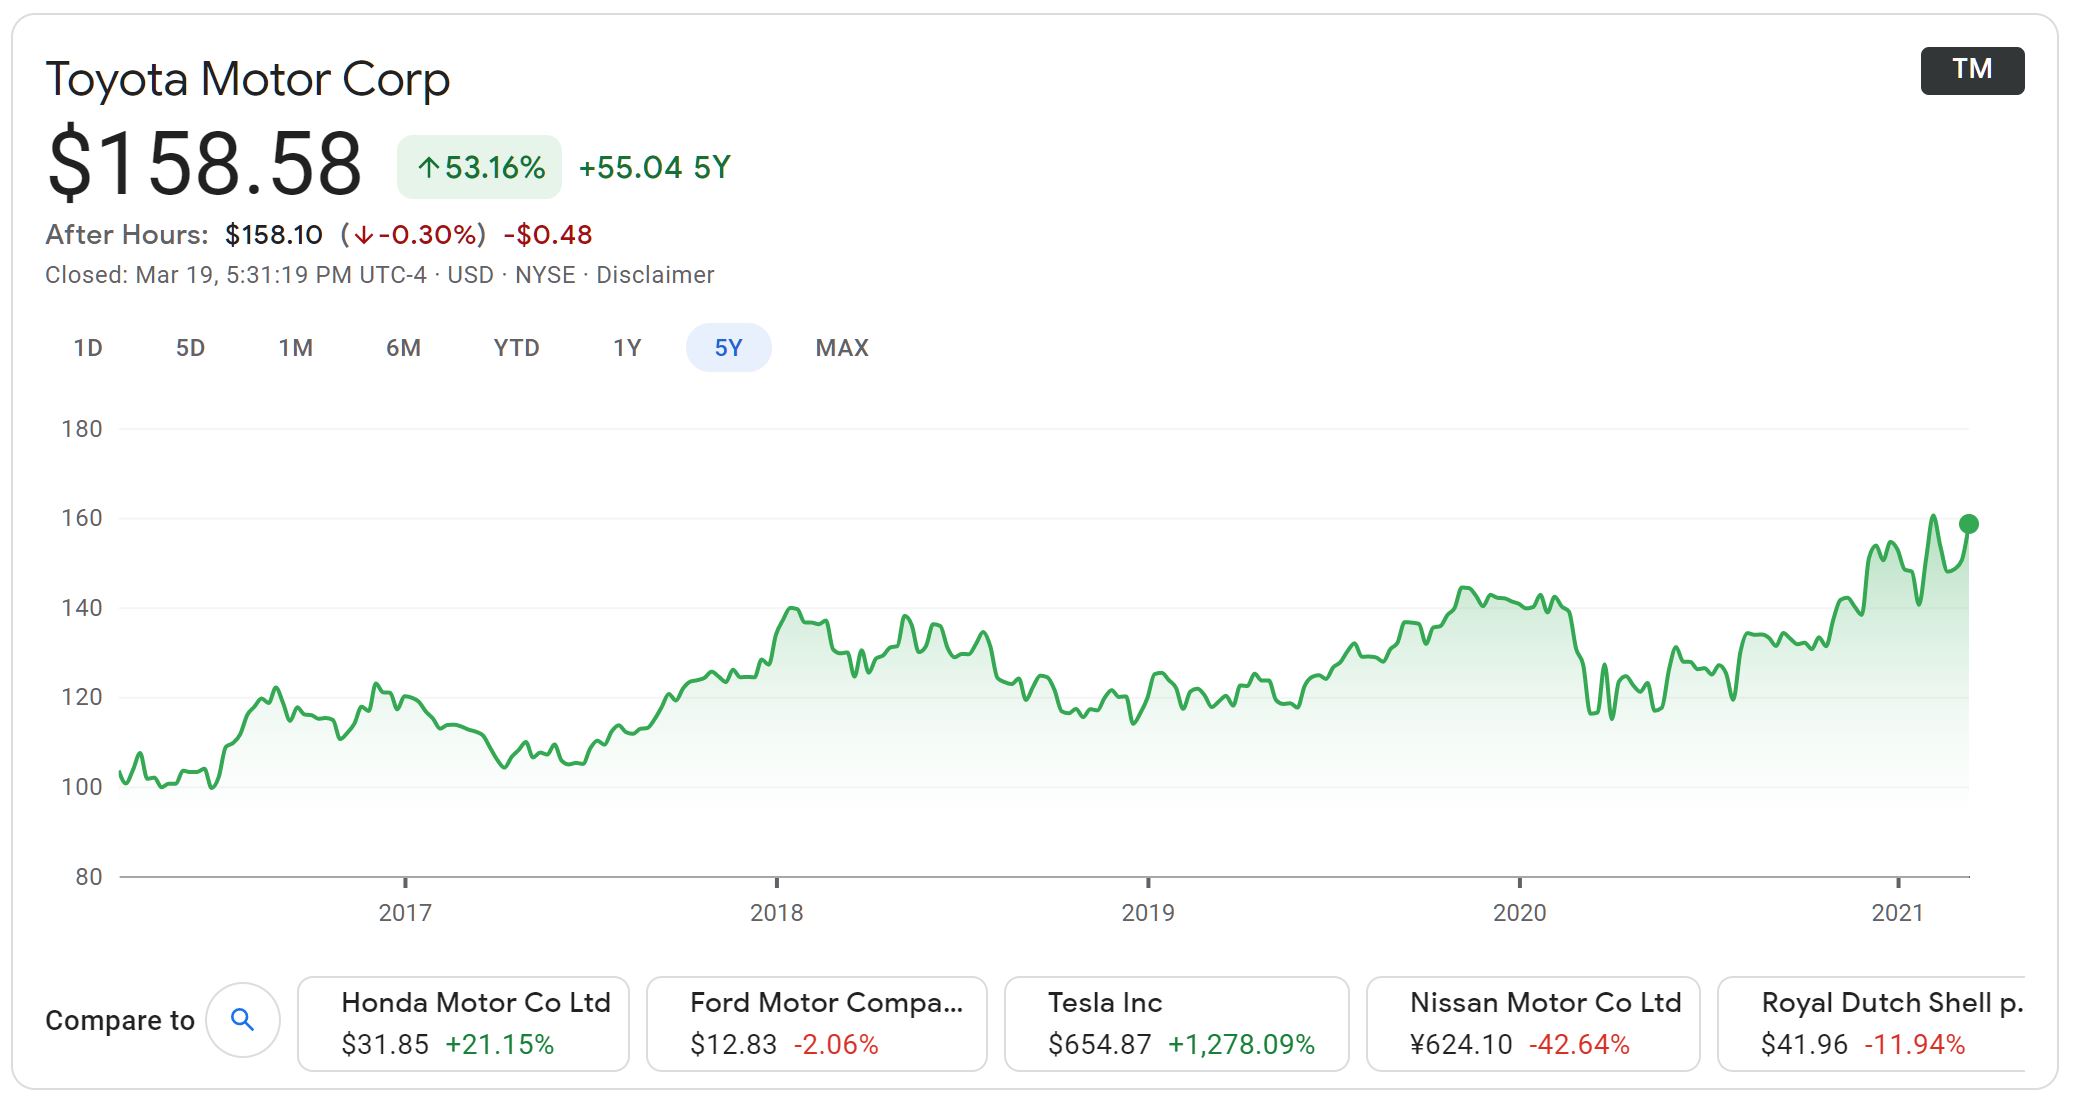 Toyota Motor Corp
TM
$158.58 ↑53.16% +55.04 5Y
After Hours: $158.10 (↓-0.30%) -$0.48
Closed: Mar 19, 5:31:19 PM UTC-4 · USD · NYSE · Disclaimer
1D 5D 1M 6M YTD 1Y 5Y MAX
180
160
140
120
100
80
2017 2018 2019 2020 2021
Compare to
Honda Motor Co Ltd
$31.85 +21.15%
Ford Motor Compa...
$12.83 -2.06%
Tesla Inc
$654.87 +1,278.09%
Nissan Motor Co Ltd
¥624.10 -42.64%
Royal Dutch Shell p.
$41.96 -11.94%